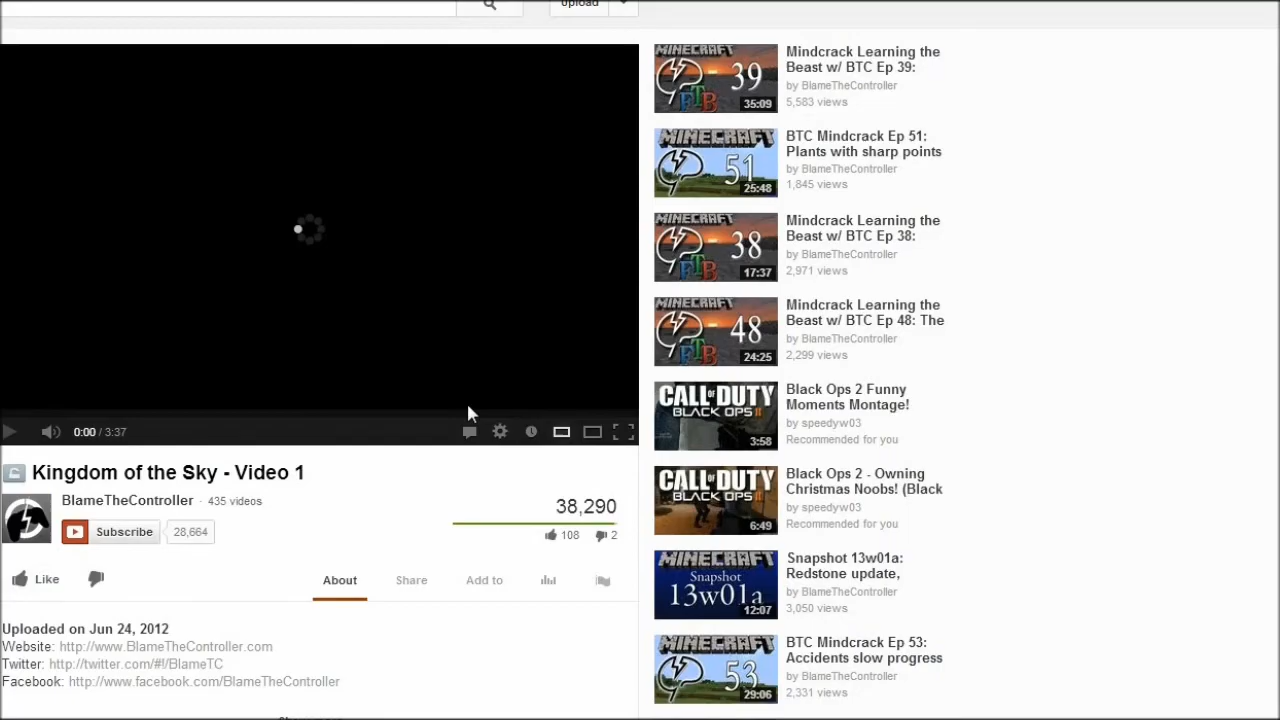 Upload
0:00 / 3:37
Kingdom of the Sky - Video 1
BlameTheController · 435 videos
Subscribe 28,664
38,290
108 2
Like
About Share Add to
Uploaded on Jun 24, 2012
Website: http://www.BlameTheController.com
Twitter: http://twitter.com/#!/BlameTC
Facebook: http://www.facebook.com/BlameTheController
MINECRAFT
39
FTB
35:09
Mindcrack Learning the
Beast w/ BTC Ep 39:
by BlameTheController
5,583 views
MINECRAFT
51
25:48
BTC Mindcrack Ep 51:
Plants with sharp points
by BlameTheController
1,845 views
MINECRAFT
38
FTB
17:37
Mindcrack Learning the
Beast w/ BTC Ep 38:
by BlameTheController
2,971 views
MINECRAFT
48
FTB
24:25
Mindcrack Learning the
Beast w/ BTC Ep 48: The
by BlameTheController
2,299 views
CALL OF DUTY
BLACK OPS II
3:58
Black Ops 2 Funny
Moments Montage!
by speedyw03
Recommended for you
CALL OF DUTY
BLACK OPS II
6:49
Black Ops 2 - Owning
Christmas Noobs! (Black
by speedyw03
Recommended for you
MINECRAFT
Snapshot
13w01a
12:07
Snapshot 13w01a:
Redstone update,
by BlameTheController
3,050 views
MINECRAFT
53
29:06
BTC Mindcrack Ep 53:
Accidents slow progress
by BlameTheController
2,331 views